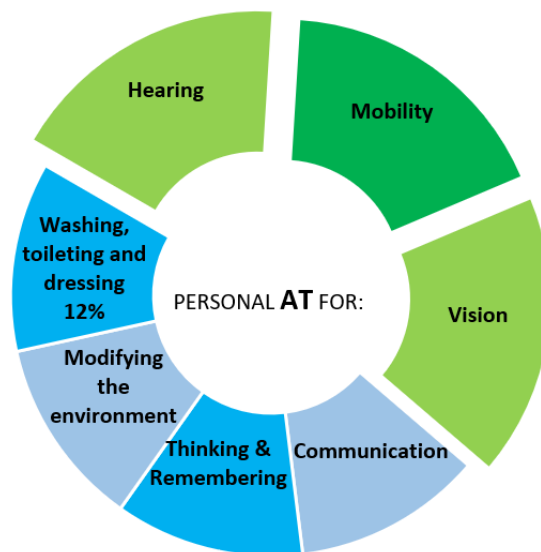 Hearing
Mobility
Washing,
toileting and
dressing
12%
PERSONAL AT FOR:
Vision
Modifying
the
environment
Thinking &
Remembering
Communication